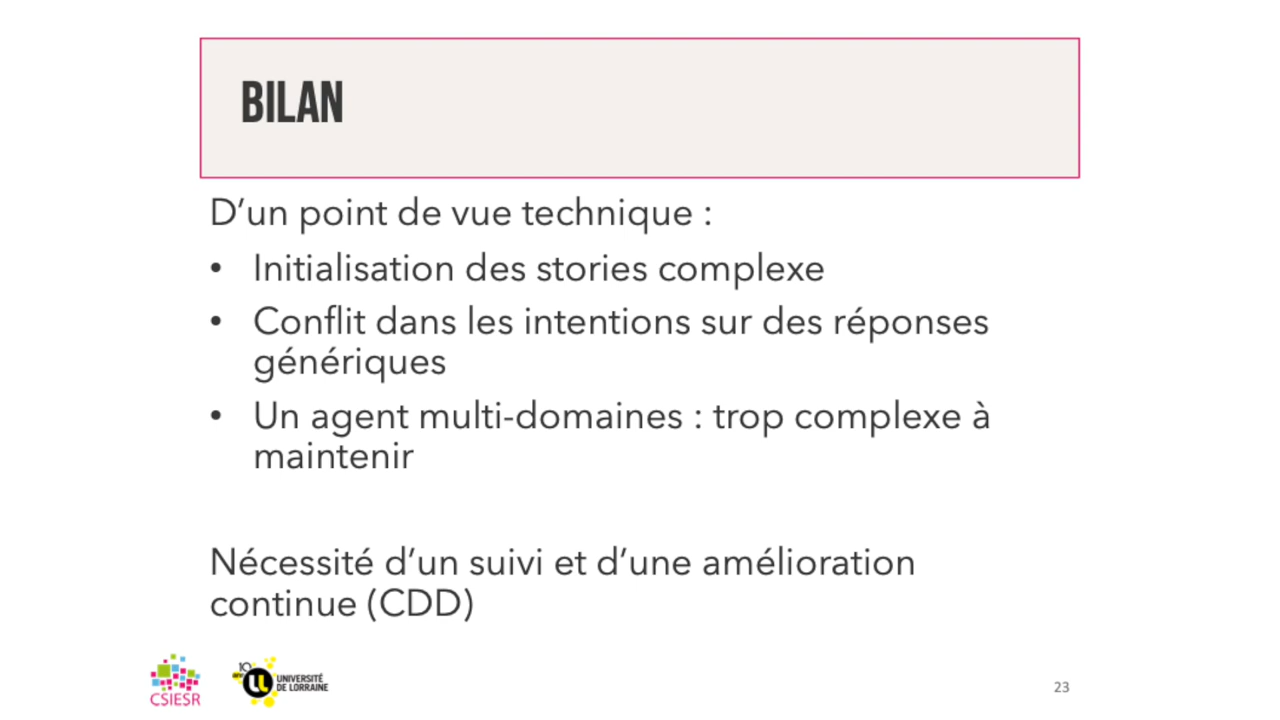 BILAN
D’un point de vue technique :
• Initialisation des stories complexe
• Conflit dans les intentions sur des réponses
génériques
• Un agent multi-domaines : trop complexe à
maintenir
Nécessité d’un suivi et d’une amélioration
continue (CDD)
10
ans
UNIVERSITÉ
DE LORRAINE
CSIESR
23